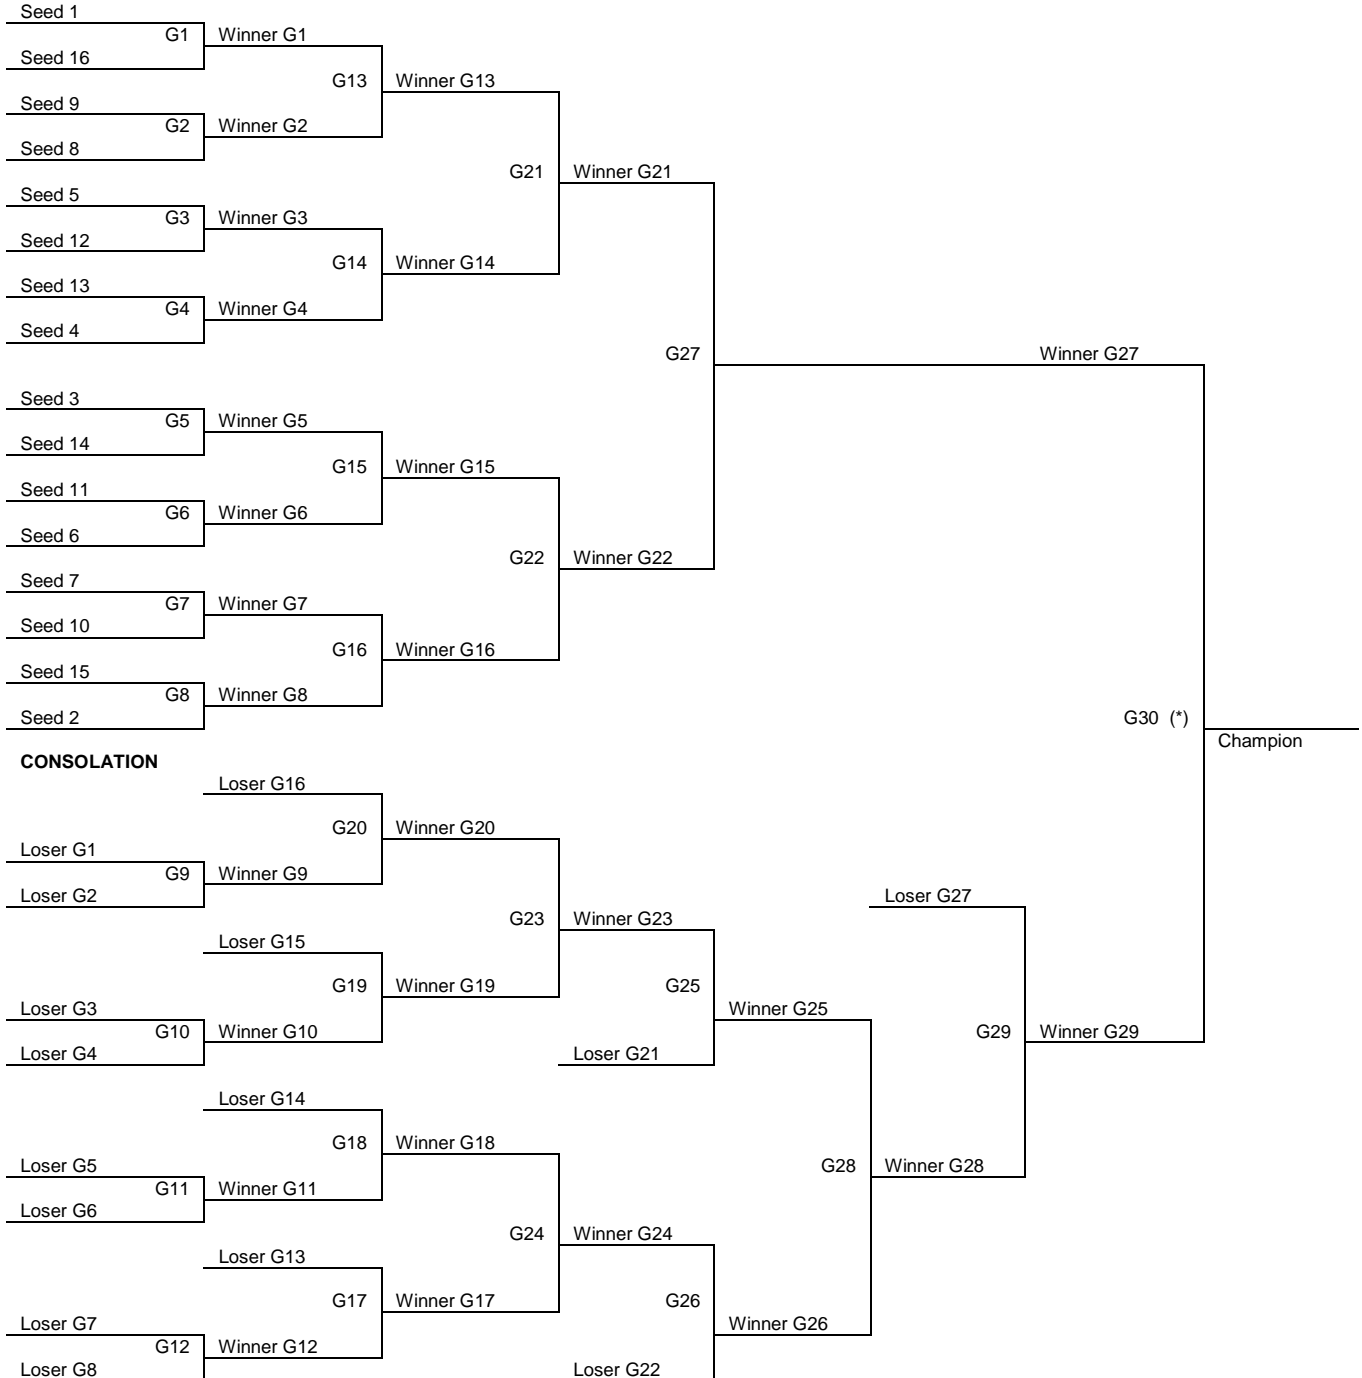 Seed 1
G1 Winner G1
Seed 16
G13 Winner G13
Seed 9
G2 Winner G2
Seed 8
G21 Winner G21
Seed 5
G3 Winner G3
Seed 12
G14 Winner G14
Seed 13
G4 Winner G4
Seed 4
G27 Winner G27
Seed 3
G5 Winner G5
Seed 14
G15 Winner G15
Seed 11
G6 Winner G6
Seed 6
G22 Winner G22
Seed 7
G7 Winner G7
Seed 10
G16 Winner G16
Seed 15
G8 Winner G8
Seed 2
G30 (*)
Champion
CONSOLATION
Loser G16
G20 Winner G20
Loser G1
G9 Winner G9
Loser G2 Loser G27
G23 Winner G23
Loser G15
G19 Winner G19 G25
Loser G3 Winner G25
G10 Winner G10 G29 Winner G29
Loser G4 Loser G21
Loser G14
G18 Winner G18
Loser G5 G28 Winner G28
G11 Winner G11
Loser G6
G24 Winner G24
Loser G13
G17 Winner G17 G26
Loser G7 Winner G26
G12 Winner G12
Loser G8 Loser G22